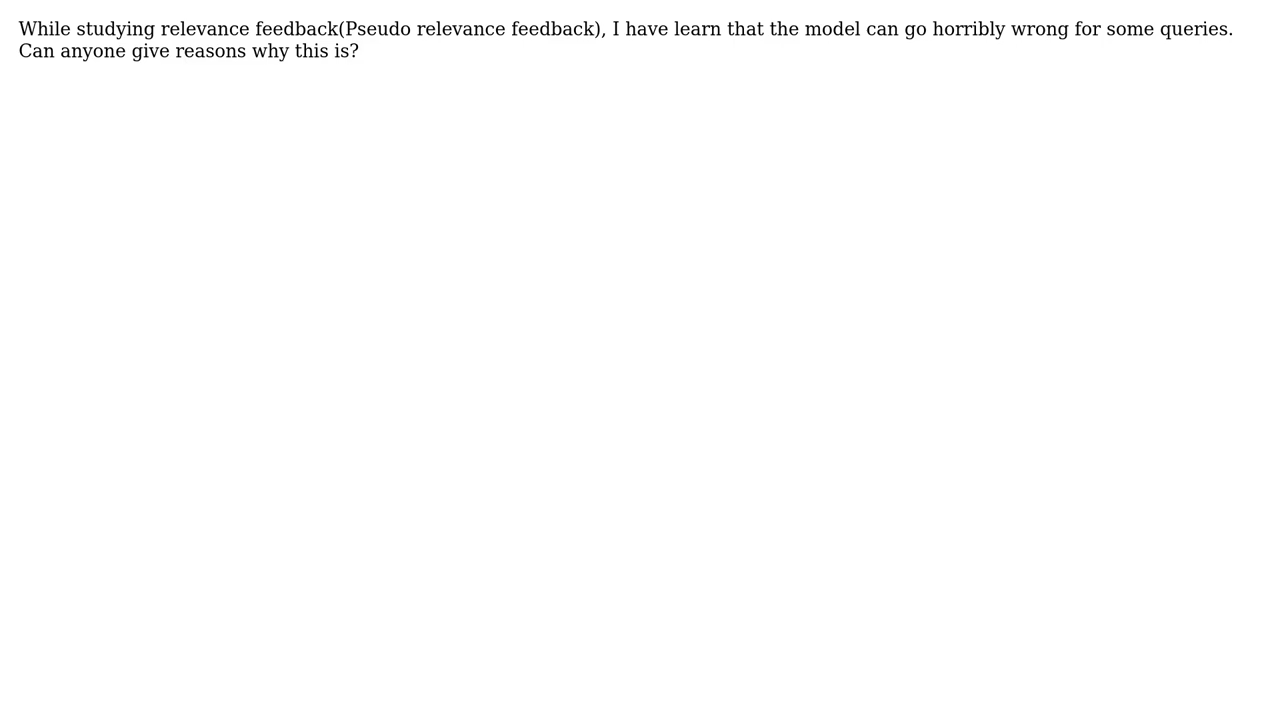 While studying relevance feedback(Pseudo relevance feedback), I have learn that the model can go horribly wrong for some queries.
Can anyone give reasons why this is?